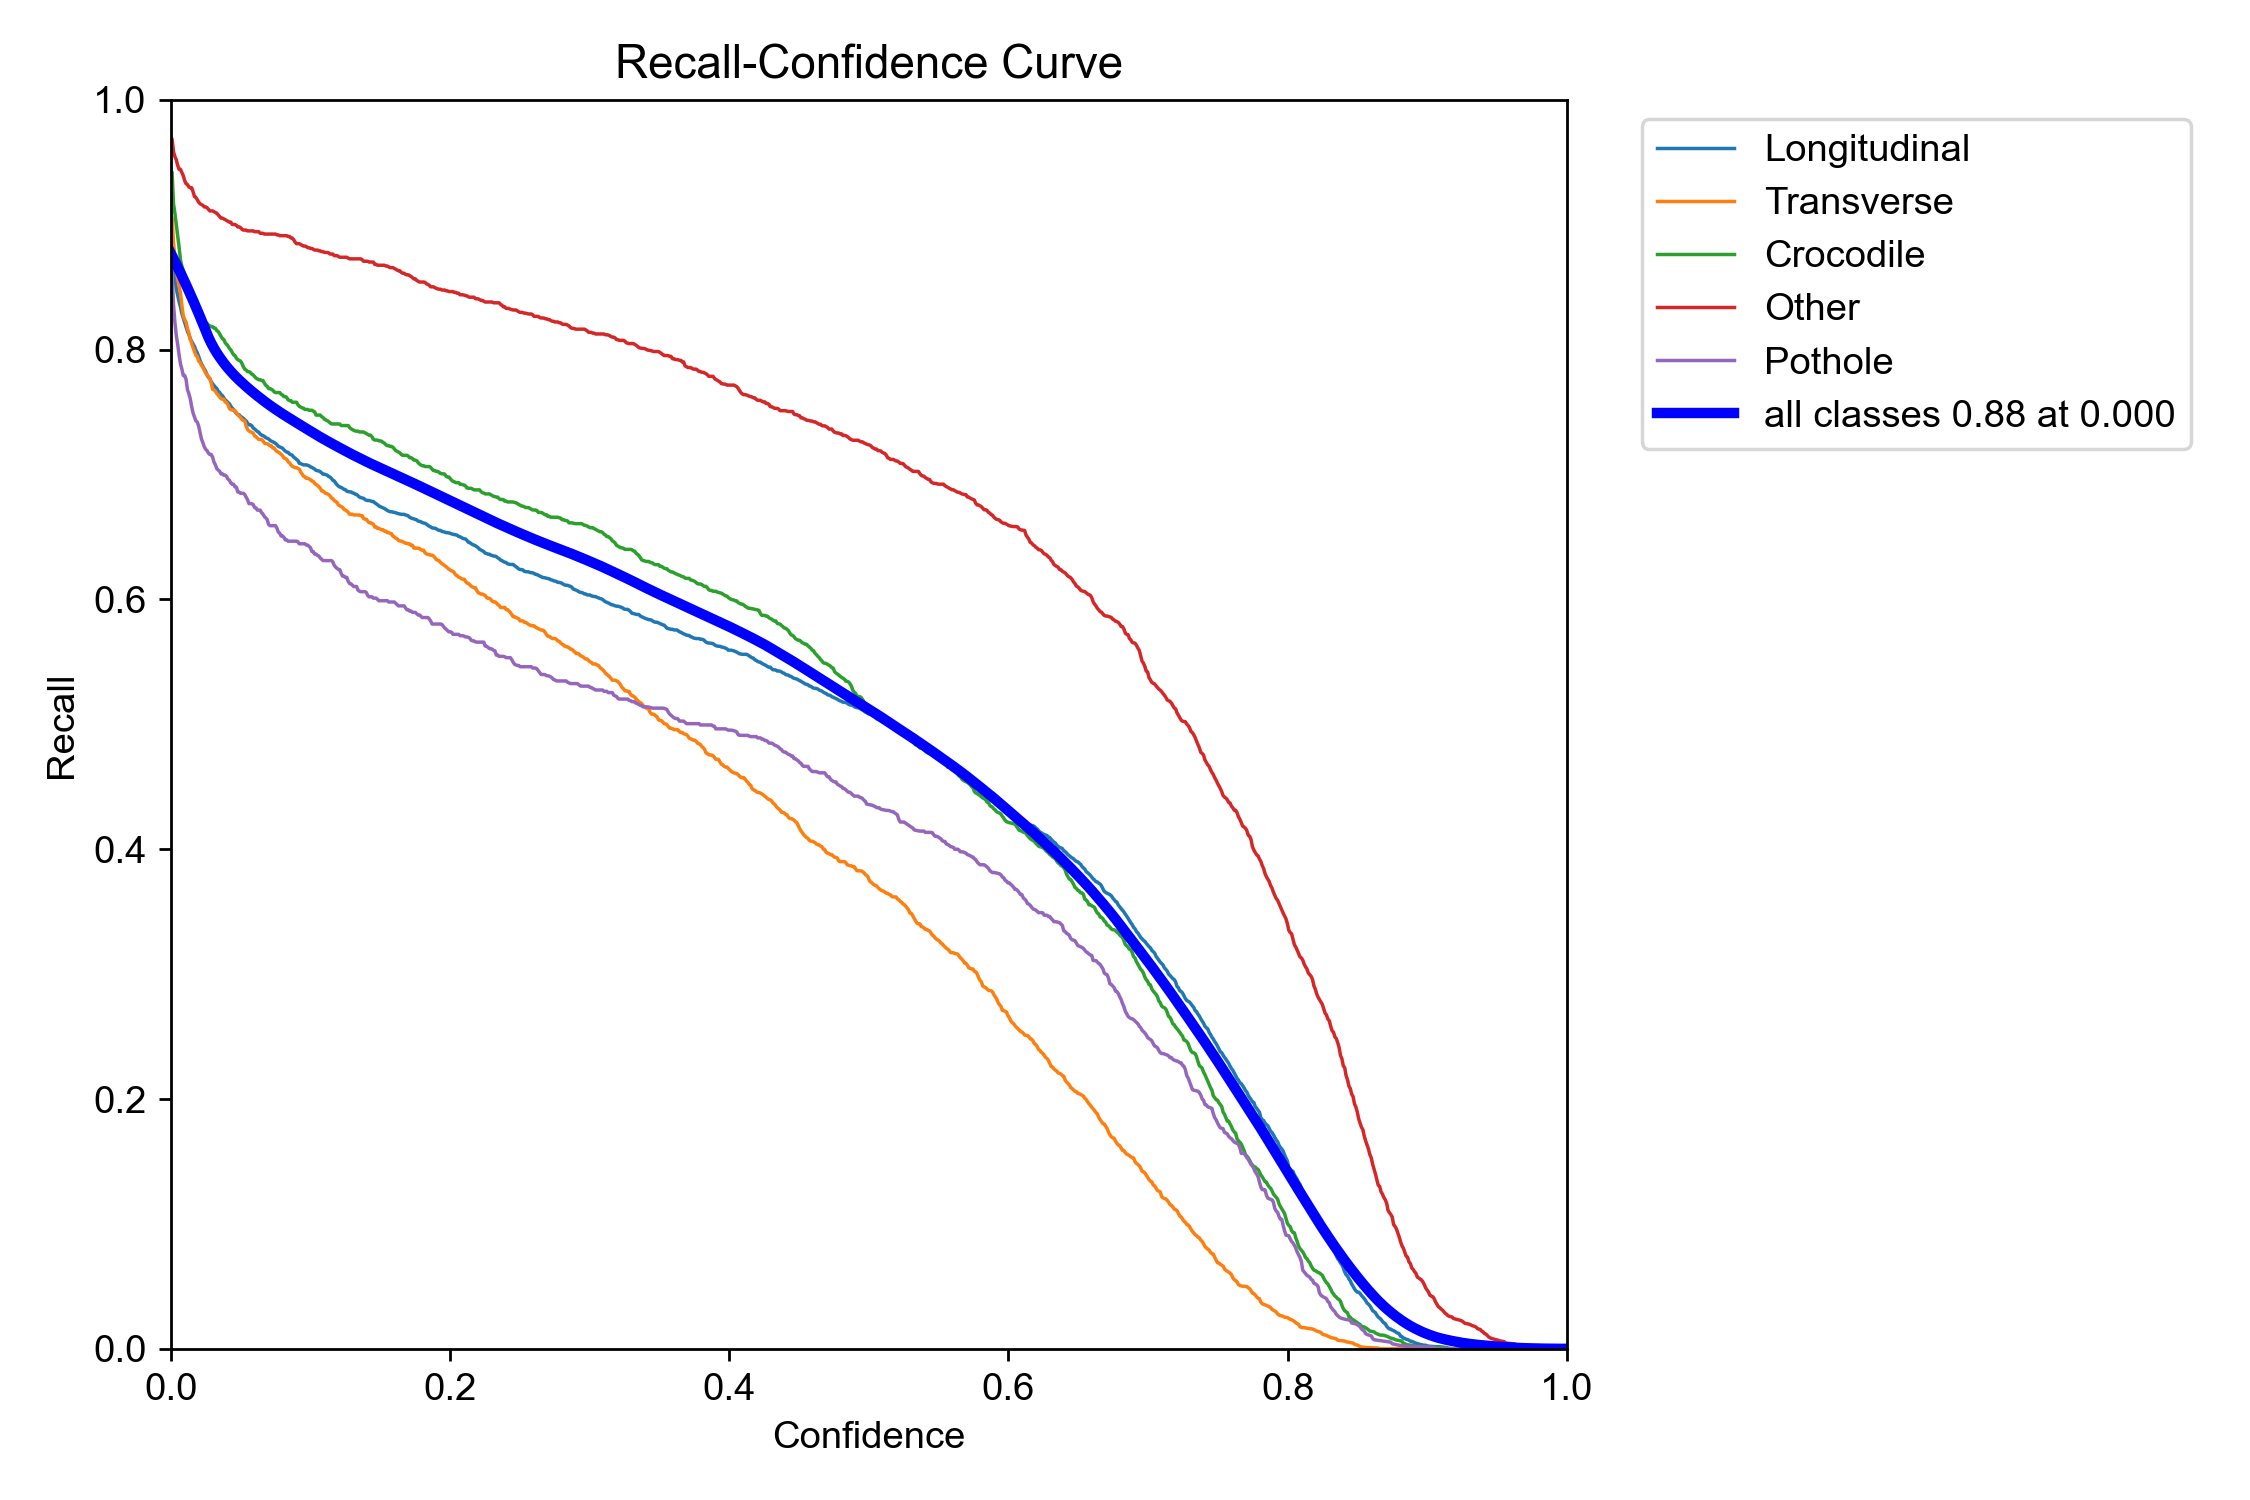 Recall-Confidence Curve
1.0
0.8
0.6
0.4
0.2
0.0
Recall
0.0 0.2 0.4 0.6 0.8 1.0
Confidence
Longitudinal
Transverse
Crocodile
Other
Pothole
all classes 0.88 at 0.000